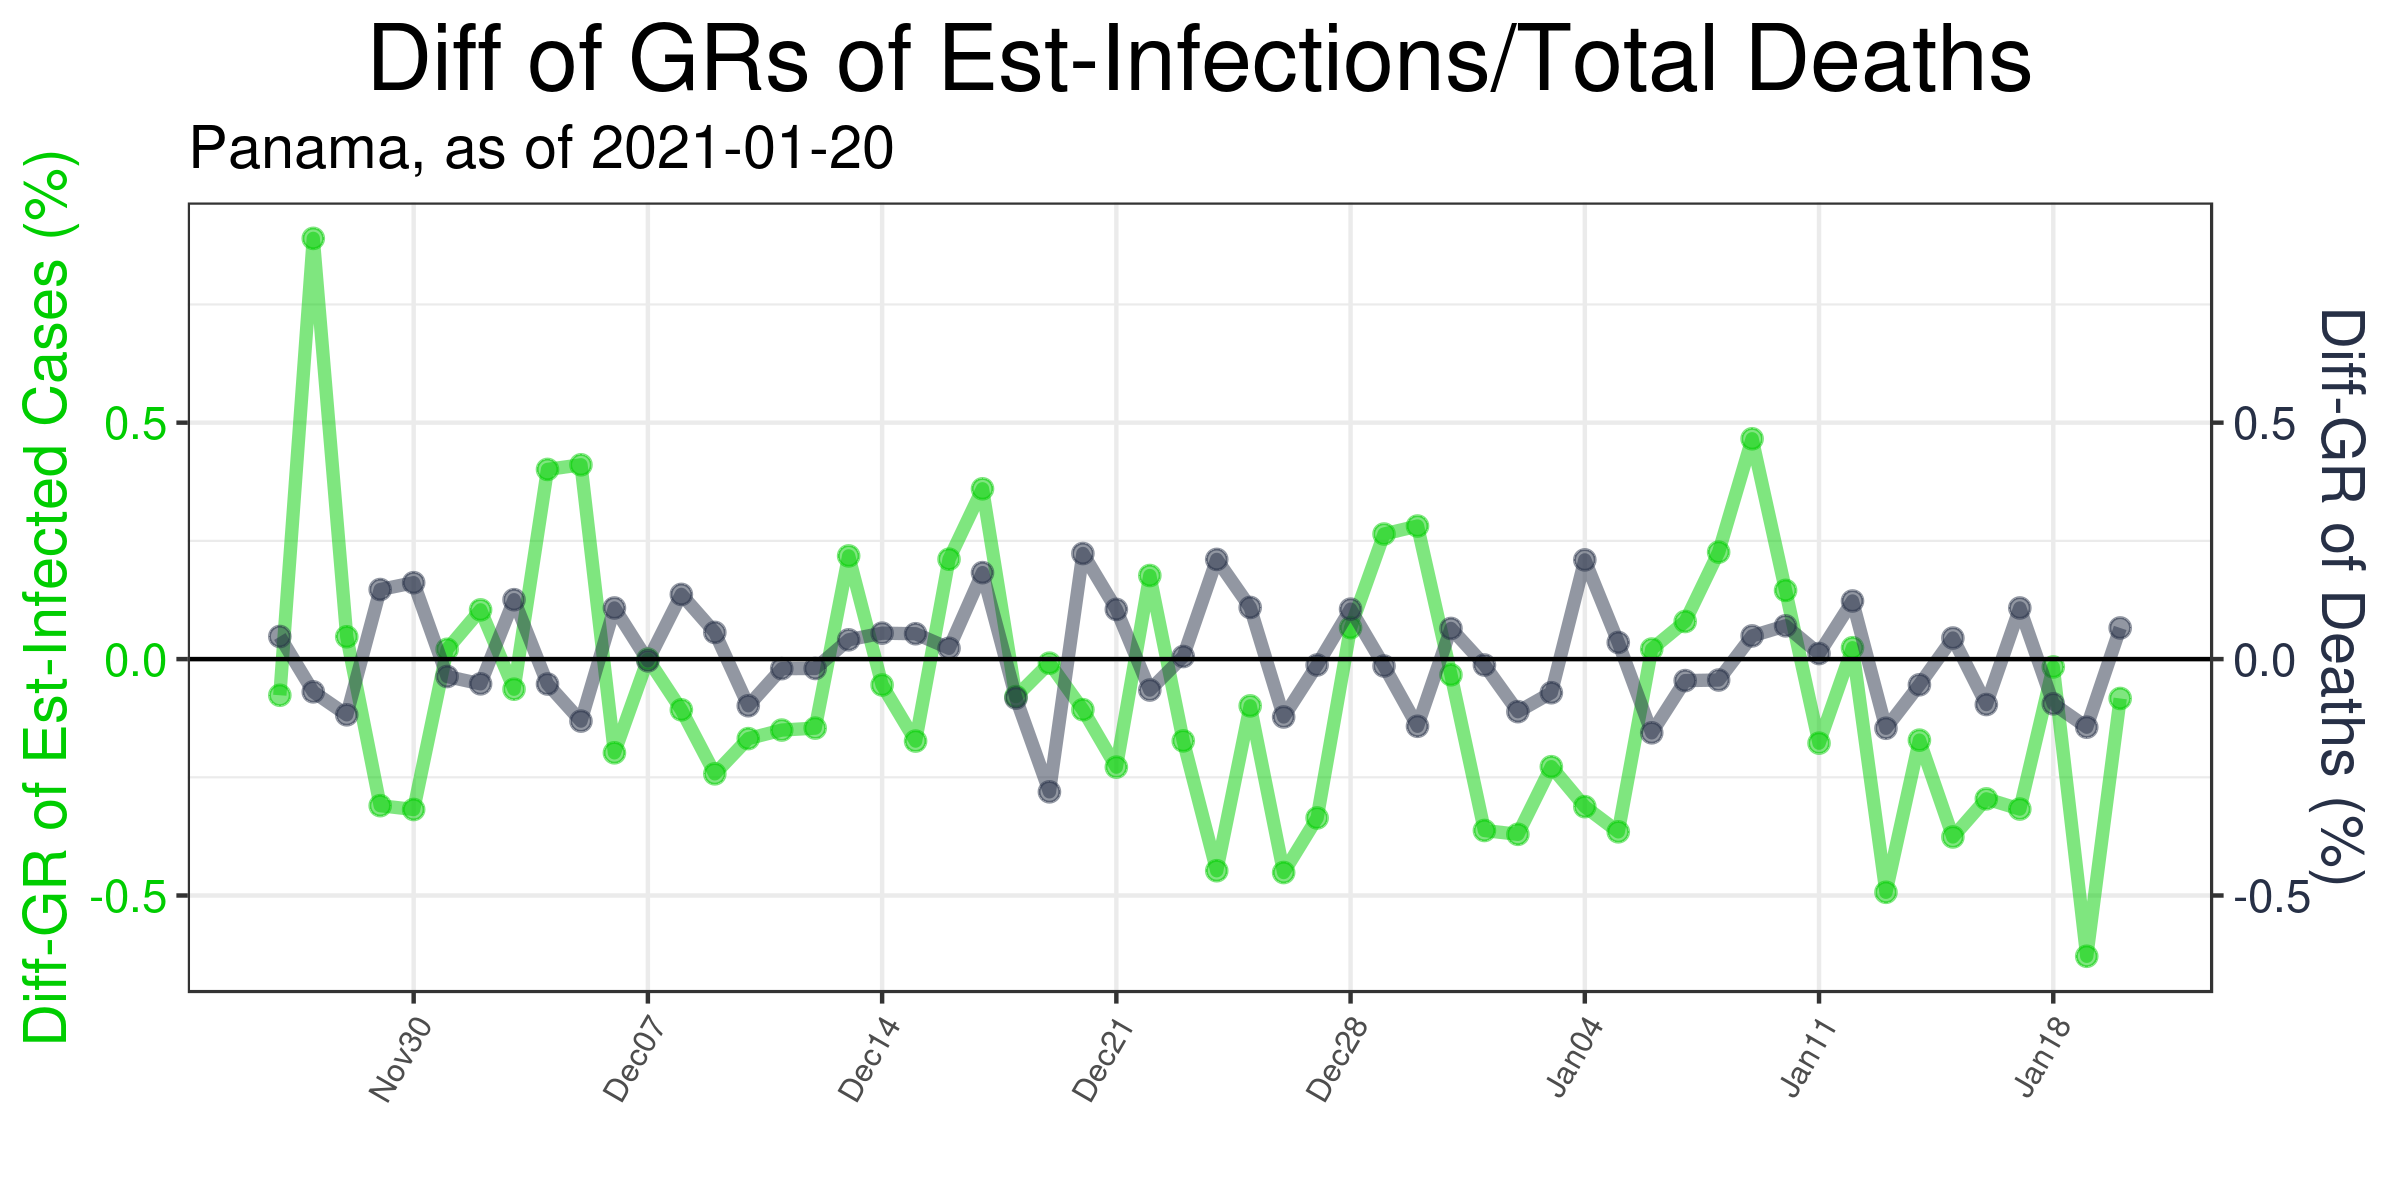 Diff of GRs of Est-Infections/Total Deaths
Panama, as of 2021-01-20
Diff-GR of Est-Infected Cases (%)
0.5
0.0
-0.5
0.5
0.0
-0.5
Diff-GR of Deaths (%)
Nov30
Dec07
Dec14
Dec21
Dec28
Jan04
Jan11
Jan18